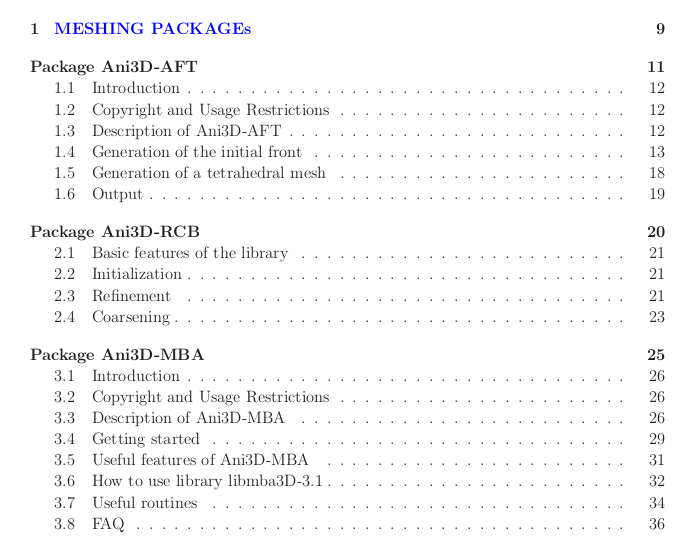 1 MESHING PACKAGEs 9
Package Ani3D-AFT 11
1.1 Introduction . . . . . . . . . . . . . . . . . . . . . . . . . . . . . . . . . . 12
1.2 Copyright and Usage Restrictions . . . . . . . . . . . . . . . . . . . . . . . 12
1.3 Description of Ani3D-AFT . . . . . . . . . . . . . . . . . . . . . . . . . . 12
1.4 Generation of the initial front . . . . . . . . . . . . . . . . . . . . . . . . 13
1.5 Generation of a tetrahedral mesh . . . . . . . . . . . . . . . . . . . . . . . 18
1.6 Output . . . . . . . . . . . . . . . . . . . . . . . . . . . . . . . . . . . . . 19
Package Ani3D-RCB 20
2.1 Basic features of the library . . . . . . . . . . . . . . . . . . . . . . . . . 21
2.2 Initialization . . . . . . . . . . . . . . . . . . . . . . . . . . . . . . . . . . 21
2.3 Refinement . . . . . . . . . . . . . . . . . . . . . . . . . . . . . . . . . . 21
2.4 Coarsening . . . . . . . . . . . . . . . . . . . . . . . . . . . . . . . . . . . 23
Package Ani3D-MBA 25
3.1 Introduction . . . . . . . . . . . . . . . . . . . . . . . . . . . . . . . . . . 26
3.2 Copyright and Usage Restrictions . . . . . . . . . . . . . . . . . . . . . . . 26
3.3 Description of Ani3D-MBA . . . . . . . . . . . . . . . . . . . . . . . . . 26
3.4 Getting started . . . . . . . . . . . . . . . . . . . . . . . . . . . . . . . . 29
3.5 Useful features of Ani3D-MBA . . . . . . . . . . . . . . . . . . . . . . . . 31
3.6 How to use library libmba3D-3.1 . . . . . . . . . . . . . . . . . . . . . . . 32
3.7 Useful routines . . . . . . . . . . . . . . . . . . . . . . . . . . . . . . . . 34
3.8 FAQ . . . . . . . . . . . . . . . . . . . . . . . . . . . . . . . . . . . . . . 36